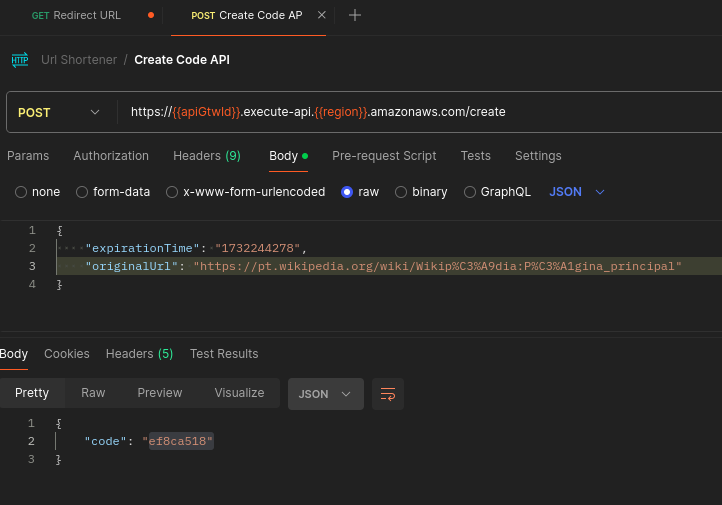 GET Redirect URL POST Create Code AP
HTTP Url Shortener / Create Code API
POST https://{{apiGtwId}}.execute-api.{{region}}.amazonaws.com/create
Params Authorization Headers (9) Body Pre-request Script Tests Settings
none form-data x-www-form-urlencoded raw binary GraphQL JSON
1 {
2 "expirationTime": "1732244278",
3 "originalUrl": "https://pt.wikipedia.org/wiki/Wikip%C3%A9dia:P%C3%A1gina_principal"
4 }
Body Cookies Headers (5) Test Results
Pretty Raw Preview Visualize JSON
1 {
2 "code": "ef8ca518"
3 }